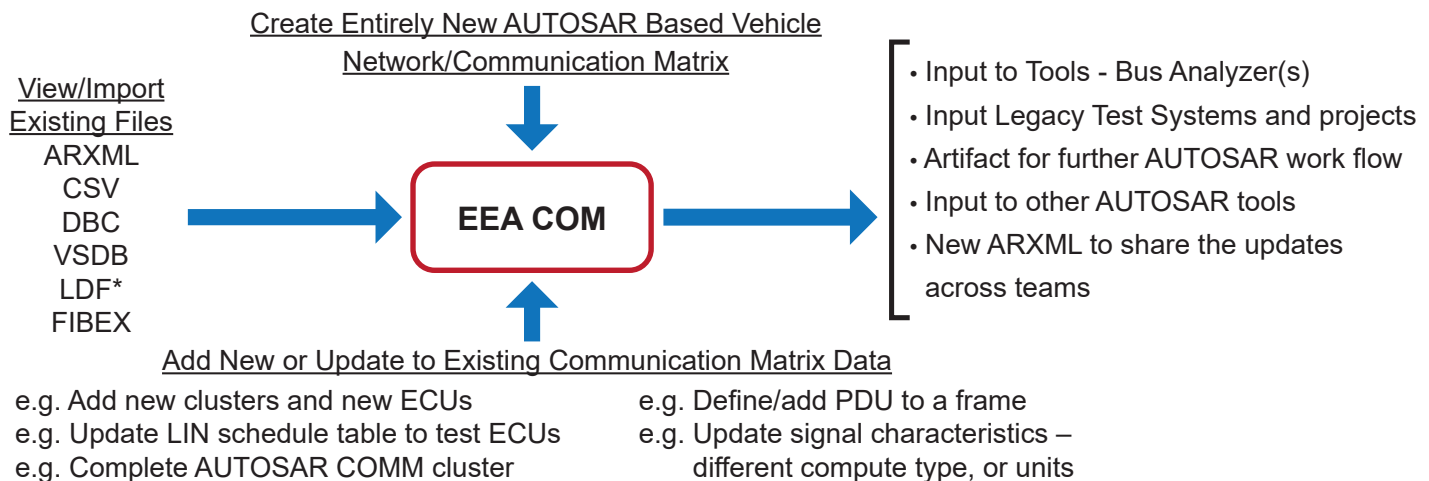 Create Entirely New AUTOSAR Based Vehicle
Network/Communication Matrix
View/Import
Existing Files
ARXML
CSV
DBC
VSDB
LDF*
FIBEX
EEA COM
• Input to Tools - Bus Analyzer(s)
• Input Legacy Test Systems and projects
• Artifact for further AUTOSAR work flow
• Input to other AUTOSAR tools
• New ARXML to share the updates
across teams
Add New or Update to Existing Communication Matrix Data
e.g. Add new clusters and new ECUs
e.g. Update LIN schedule table to test ECUs
e.g. Complete AUTOSAR COMM cluster
e.g. Define/add PDU to a frame
e.g. Update signal characteristics –
different compute type, or units